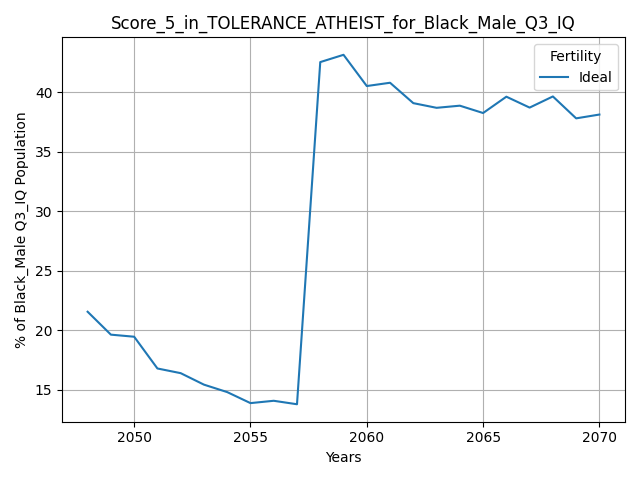 Score_5_in_TOLERANCE_ATHEIST_for_Black_Male_Q3_IQ
Fertility
Ideal
% of Black_Male Q3_IQ Population
40
35
30
25
20
15
2050
2055
2060
2065
2070
Years